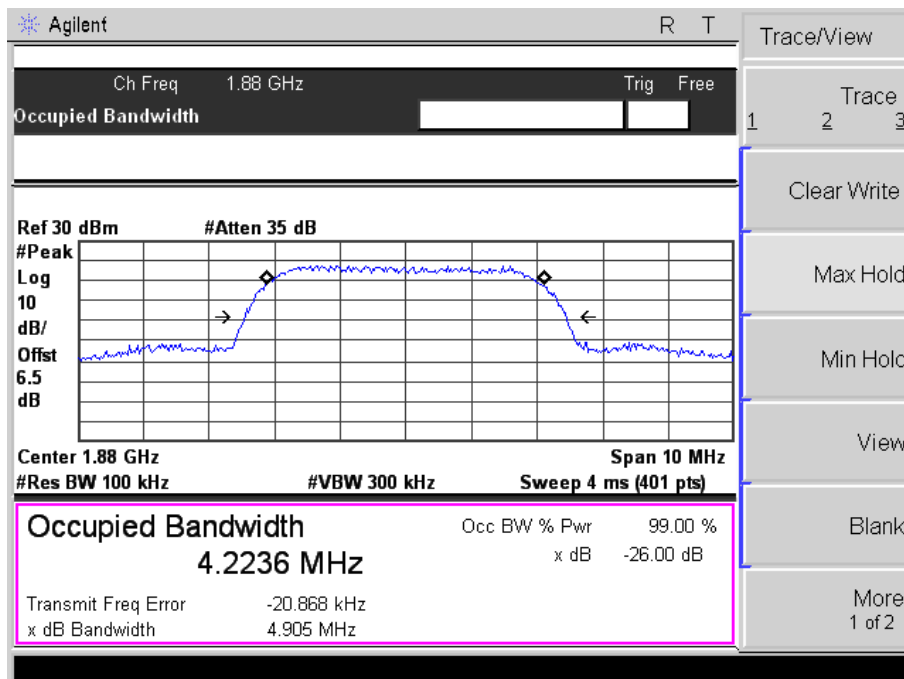 Agilent R T
Trace/View
Ch Freq 1.88 GHz Trig Free
Occupied Bandwidth
Trace
1 2 3
Clear Write
Max Hold
Min Hold
View
Blank
More
1 of 2
Ref 30 dBm #Atten 35 dB
#Peak
Log
10
dB/
Offst
6.5
dB
Center 1.88 GHz Span 10 MHz
#Res BW 100 kHz #VBW 300 kHz Sweep 4 ms (401 pts)
Occupied Bandwidth Occ BW % Pwr 99.00 %
4.2236 MHz x dB -26.00 dB
Transmit Freq Error -20.868 kHz
x dB Bandwidth 4.905 MHz